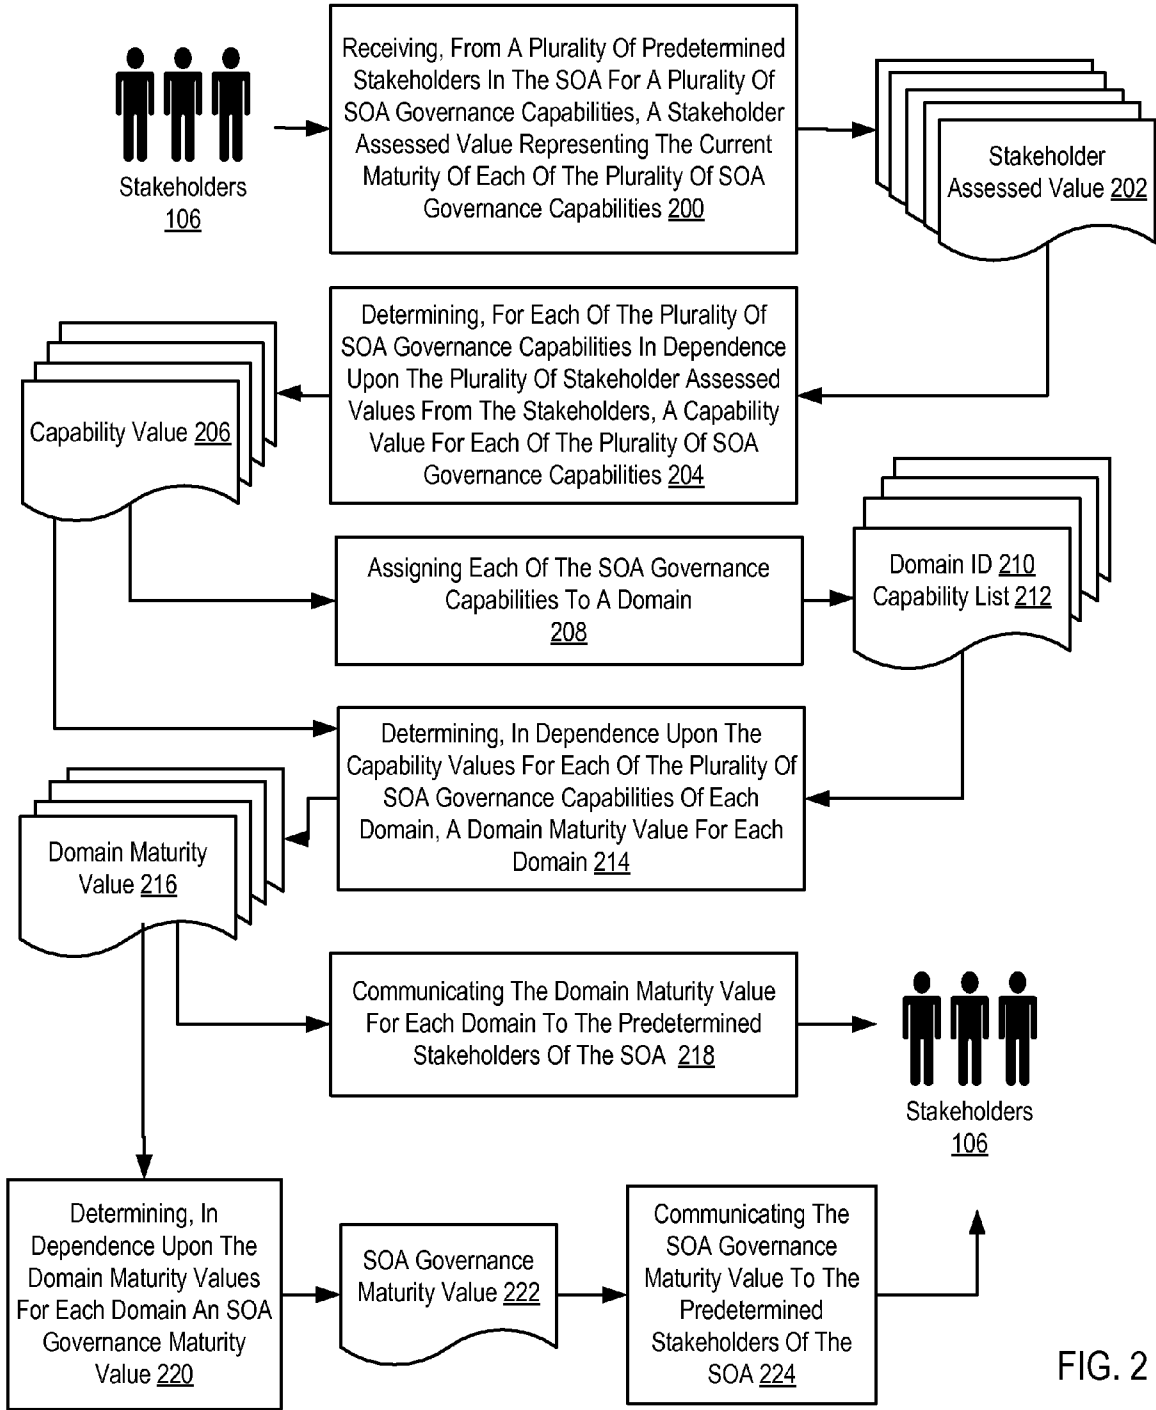 Receiving, From A Plurality Of Predetermined
Stakeholders In The SOA For A Plurality Of
SOA Governance Capabilities, A Stakeholder
Assessed Value Representing The Current
Maturity Of Each Of The Plurality Of SOA
Governance Capabilities 200
Stakeholders
106
Stakeholder
Assessed Value 202
Determining, For Each Of The Plurality Of
SOA Governance Capabilities In Dependence
Upon The Plurality Of Stakeholder Assessed
Values From The Stakeholders, A Capability
Value For Each Of The Plurality Of SOA
Governance Capabilities 204
Capability Value 206
Assigning Each Of The SOA Governance
Capabilities To A Domain
208
Domain ID 210
Capability List 212
Determining, In Dependence Upon The
Capability Values For Each Of The Plurality Of
SOA Governance Capabilities Of Each
Domain, A Domain Maturity Value For Each
Domain 214
Domain Maturity
Value 216
Communicating The Domain Maturity Value
For Each Domain To The Predetermined
Stakeholders Of The SOA 218
Stakeholders
106
Determining, In
Dependence Upon The
Domain Maturity Values
For Each Domain An SOA
Governance Maturity
Value 220
SOA Governance
Maturity Value 222
Communicating The
SOA Governance
Maturity Value To The
Predetermined
Stakeholders Of The
SOA 224
FIG. 2